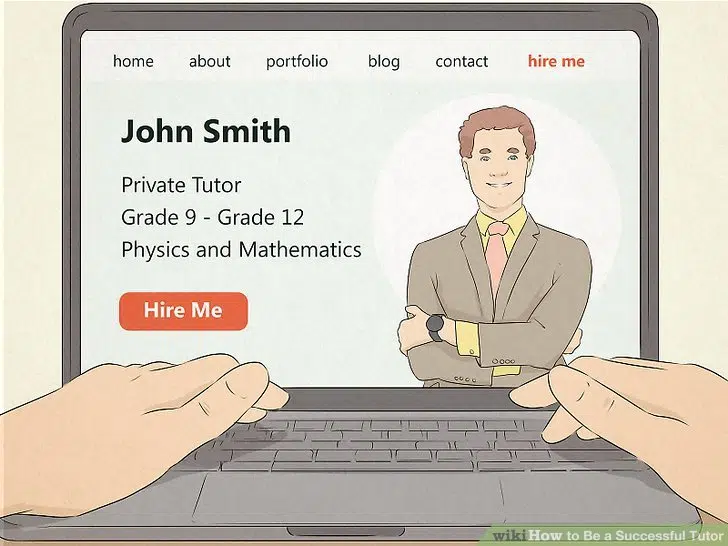 home about portfolio blog contact hire me
John Smith
Private Tutor
Grade 9 - Grade 12
Physics and Mathematics
Hire Me
wikiHow to Be a Successful Tutor